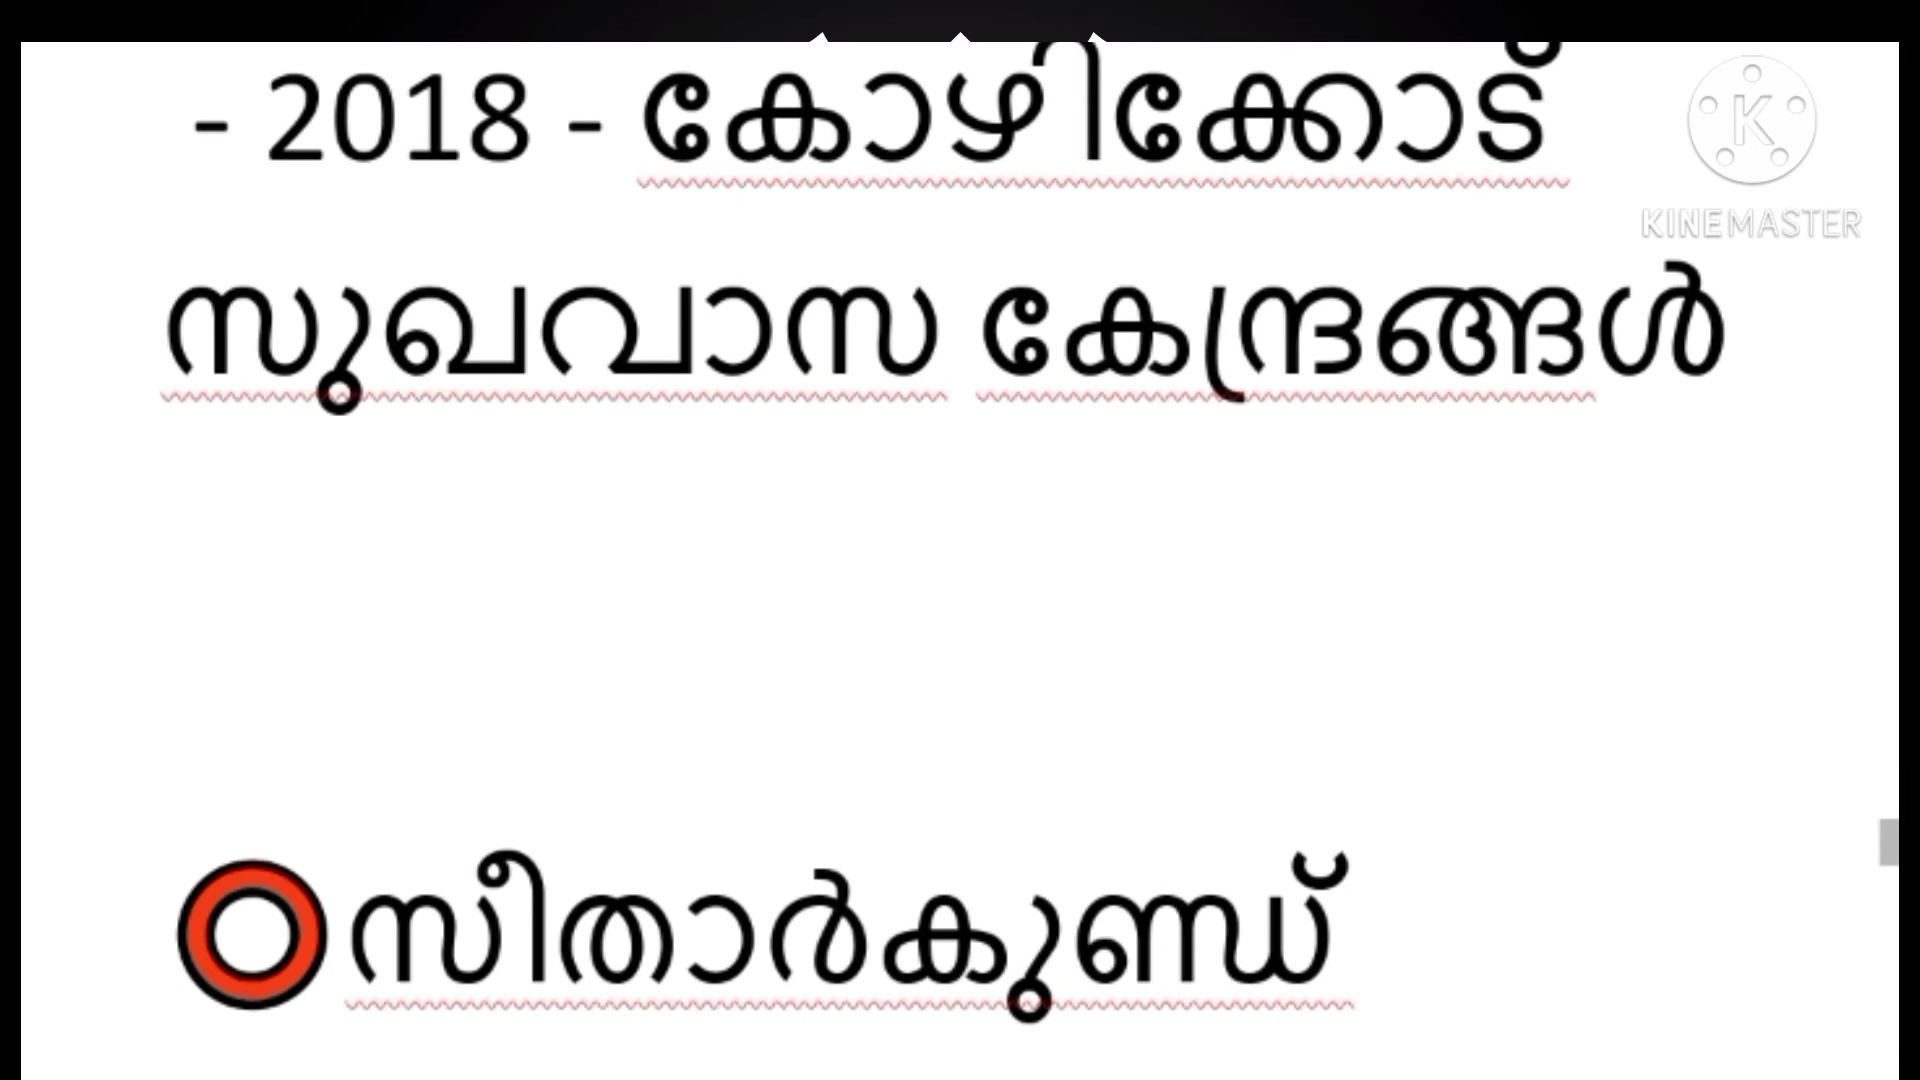 - 2018 - കോഴിക്കോട്
K
KINEMASTER
സുഖവാസ കേന്ദ്രങ്ങൾ
സീതാർകുണ്ട്